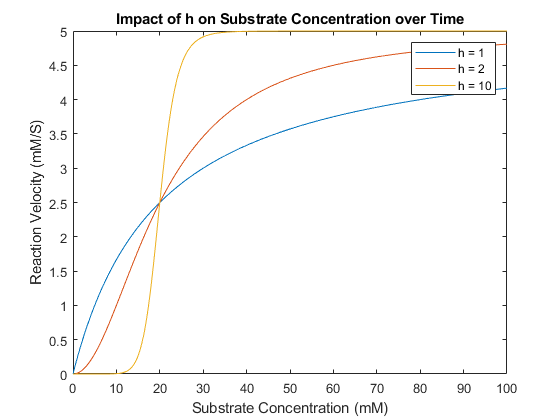 Impact of h on Substrate Concentration over Time
5
4.5
4
3.5
3
2.5
2
1.5
1
0.5
0
Reaction Velocity (mM/S)
h = 1
h = 2
h = 10
0 10 20 30 40 50 60 70 80 90 100
Substrate Concentration (mM)